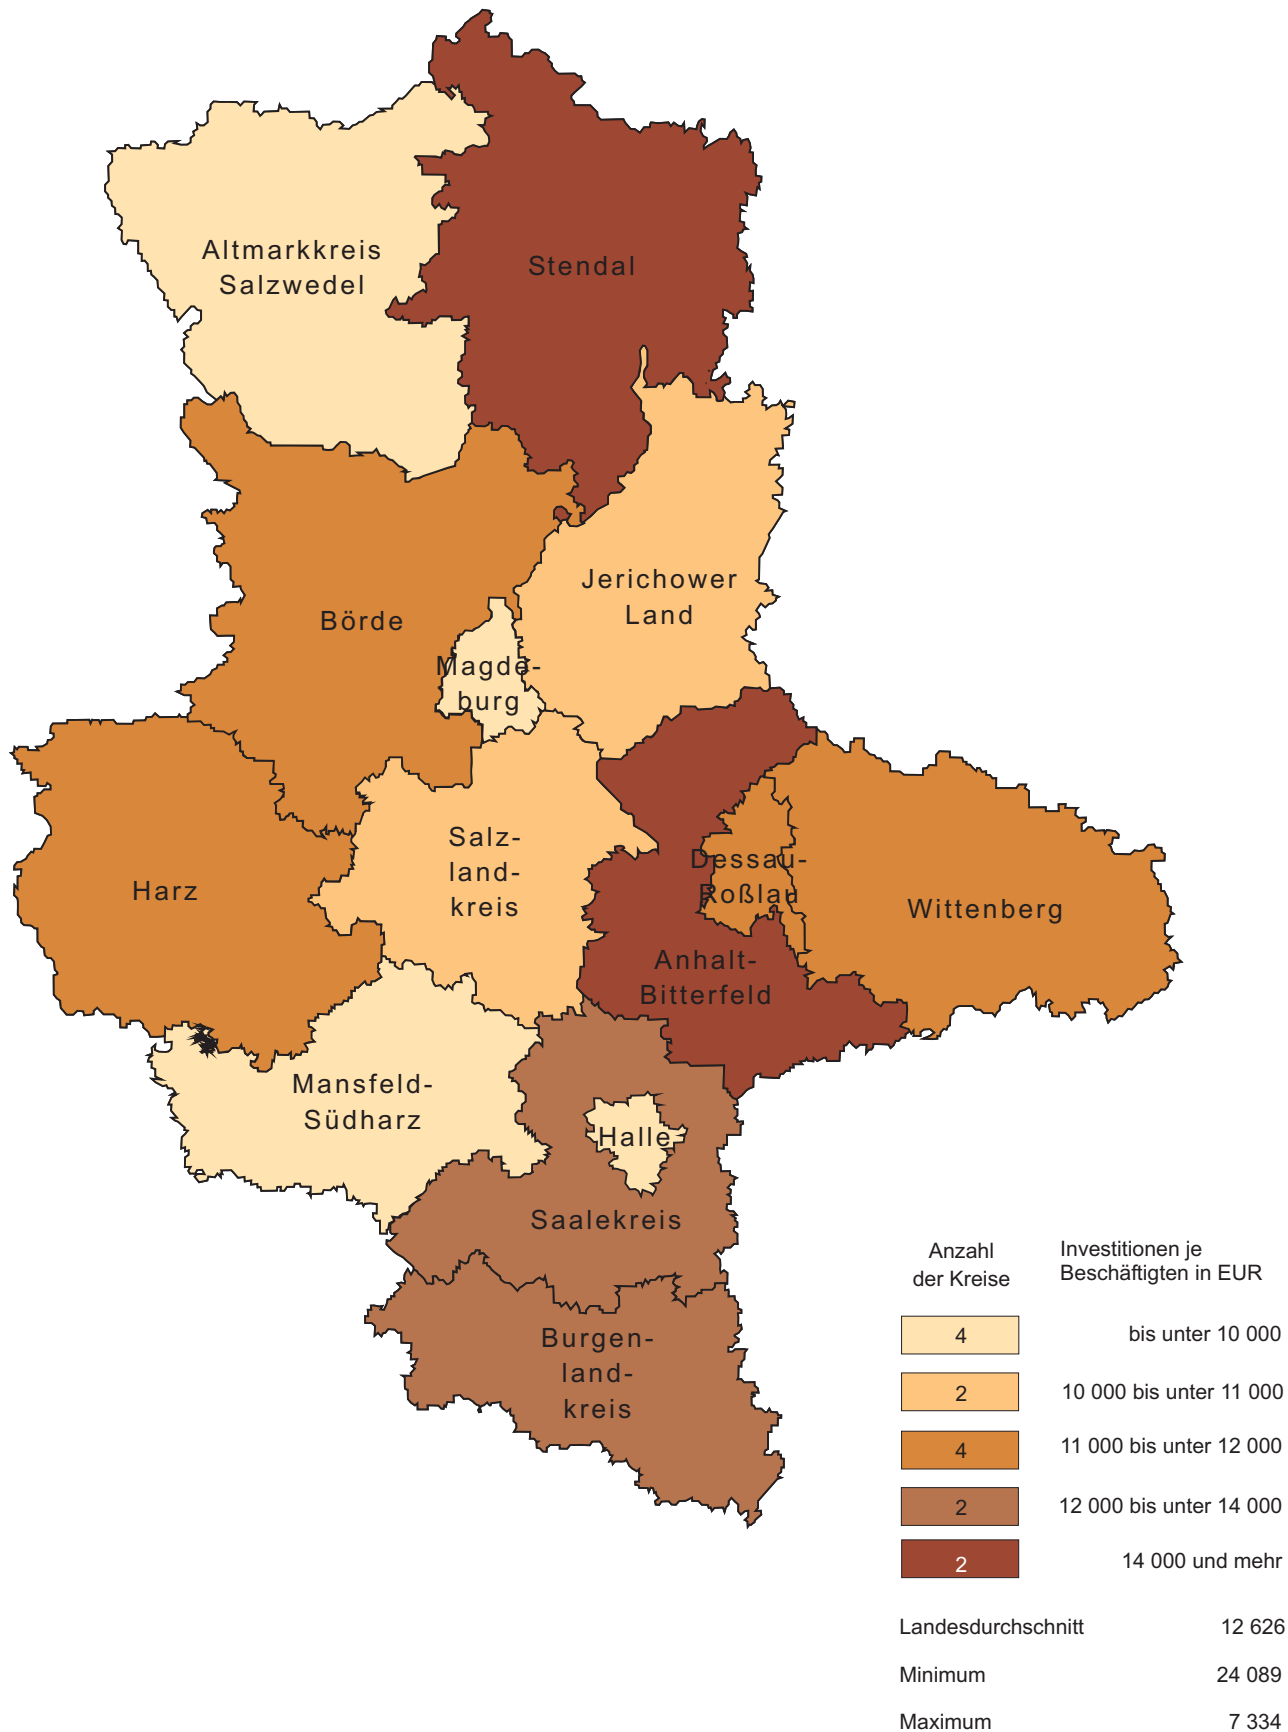 Altmarkkreis
Salzwedel
Stendal
Jerichower
Land
Börde
Magde-
burg
Salz-
land-
kreis
Harz
Dessau-
Roßlau
Wittenberg
Anhalt-
Bitterfeld
Mansfeld-
Südharz
Halle
Saalekreis
Burgen-
land-
kreis
Anzahl
der Kreise
Investitionen je
Beschäftigten in EUR
4 bis unter 10 000
2 10 000 bis unter 11 000
4 11 000 bis unter 12 000
2 12 000 bis unter 14 000
2 14 000 und mehr
Landesdurchschnitt 12 626
Minimum 24 089
Maximum 7 334